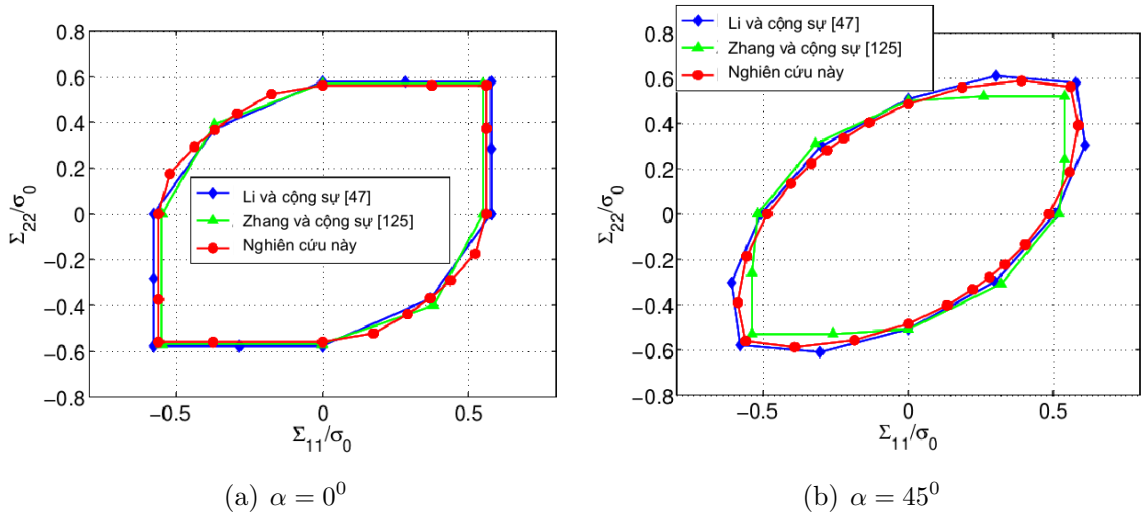 0.8
0.6
0.4
0.2
0
−0.2
−0.4
−0.6
−0.8
Σ22/σ0
−0.5
0
0.5
Σ11/σ0
Li và cộng sự [47]
Zhang và cộng sự [125]
Nghiên cứu này
(a) α = 0⁰
Li và cộng sự [47]
Zhang và cộng sự [125]
Nghiên cứu này
0.8
0.6
0.4
0.2
0
−0.2
−0.4
−0.6
−0.8
Σ22/σ0
−0.5
0
0.5
Σ11/σ0
(b) α = 45⁰